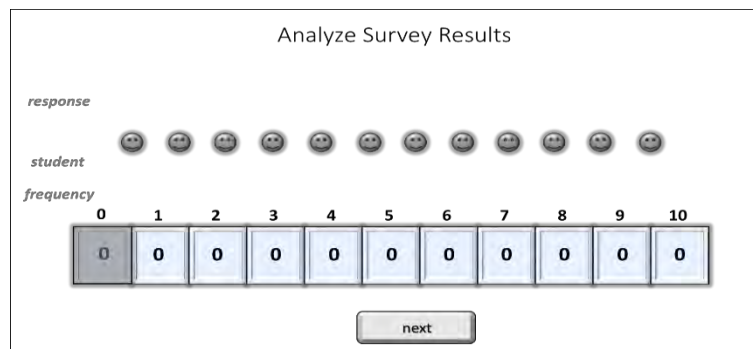 Analyze Survey Results
response
student
frequency
0 1 2 3 4 5 6 7 8 9 10
0 0 0 0 0 0 0 0 0 0 0
next